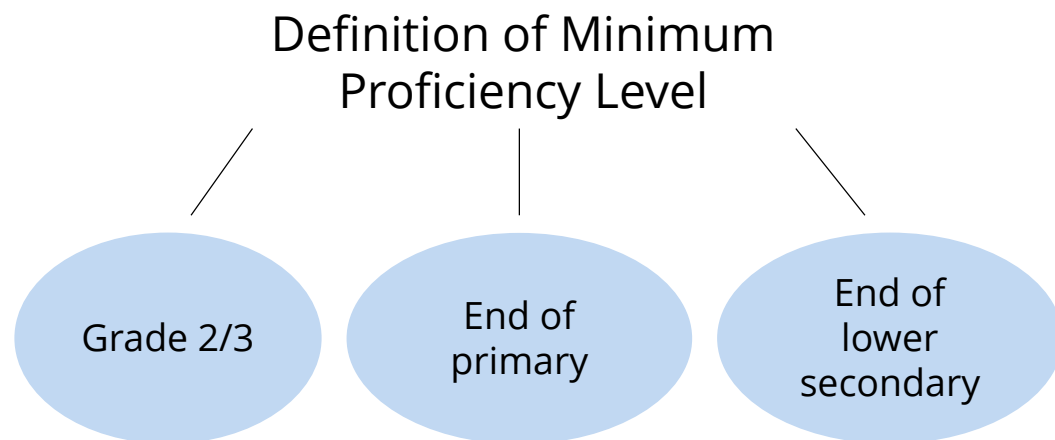 Definition of Minimum
Proficiency Level
Grade 2/3
End of
primary
End of
lower
secondary